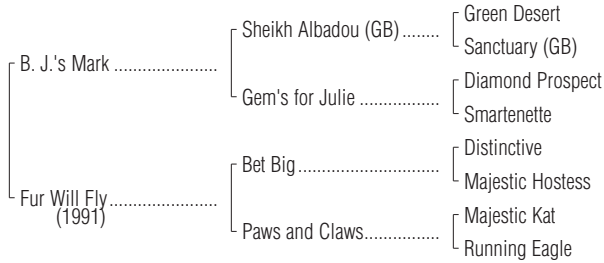 Green Desert
Sheikh Albadou (GB) ........
Sanctuary (GB)
B. J.'s Mark .....................
Diamond Prospect
Gem's for Julie ................
Smartenette
Distinctive
Bet Big............................
Majestic Hostess
Fur Will Fly......................
(1991)
Majestic Kat
Paws and Claws...............
Running Eagle